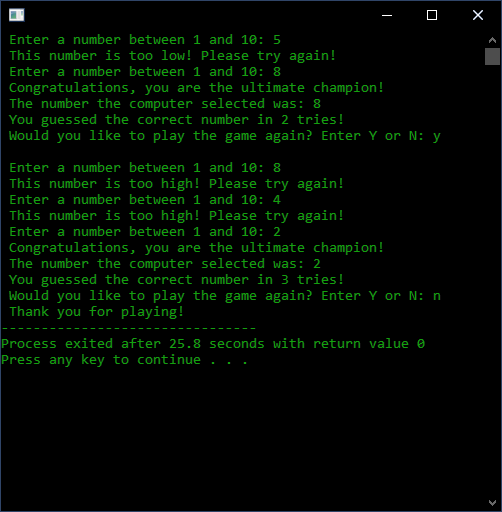 Enter a number between 1 and 10: 5
This number is too low! Please try again!
Enter a number between 1 and 10: 8
Congratulations, you are the ultimate champion!
The number the computer selected was: 8
You guessed the correct number in 2 tries!
Would you like to play the game again? Enter Y or N: y

Enter a number between 1 and 10: 8
This number is too high! Please try again!
Enter a number between 1 and 10: 4
This number is too high! Please try again!
Enter a number between 1 and 10: 2
Congratulations, you are the ultimate champion!
The number the computer selected was: 2
You guessed the correct number in 3 tries!
Would you like to play the game again? Enter Y or N: n
Thank you for playing!
--------------------------------
Process exited after 25.8 seconds with return value 0
Press any key to continue . . .